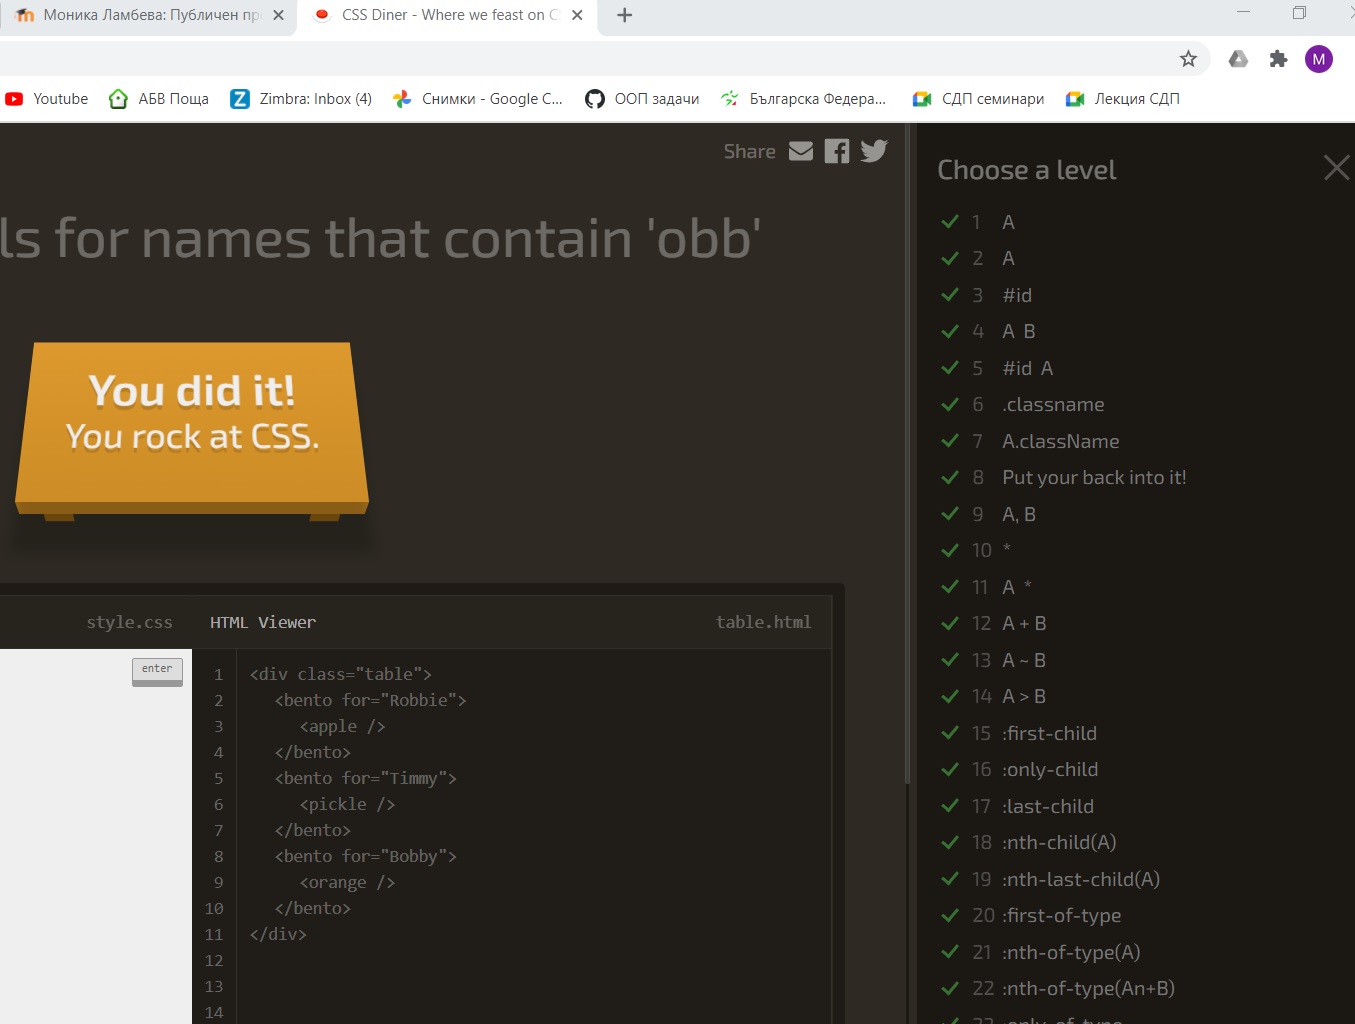 Моника Ламбева: Публичен пр
CSS Diner - Where we feast on C
M
Youtube
АБВ Поща
Zimbra: Inbox (4)
Снимки - Google С...
ООП задачи
Българска Федера...
СДП семинари
Лекция СДП
Share
ls for names that contain 'obb'
You did it!
You rock at CSS.
style.css
HTML Viewer
table.html
enter
1 <div class="table">
2 <bento for="Robbie">
3 <apple />
4 </bento>
5 <bento for="Timmy">
6 <pickle />
7 </bento>
8 <bento for="Bobby">
9 <orange />
10 </bento>
11 </div>
12
13
14
Choose a level
1 A
2 A
3 #id
4 A B
5 #id A
6 .classname
7 A.className
8 Put your back into it!
9 A, B
10 *
11 A *
12 A + B
13 A ~ B
14 A > B
15 :first-child
16 :only-child
17 :last-child
18 :nth-child(A)
19 :nth-last-child(A)
20 :first-of-type
21 :nth-of-type(A)
22 :nth-of-type(An+B)
23 :only-of-type